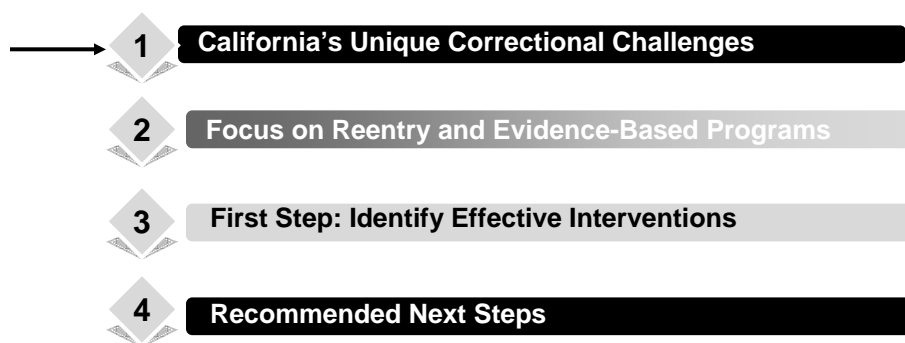 1 California’s Unique Correctional Challenges
2 Focus on Reentry and Evidence-Based Programs
3 First Step: Identify Effective Interventions
4 Recommended Next Steps